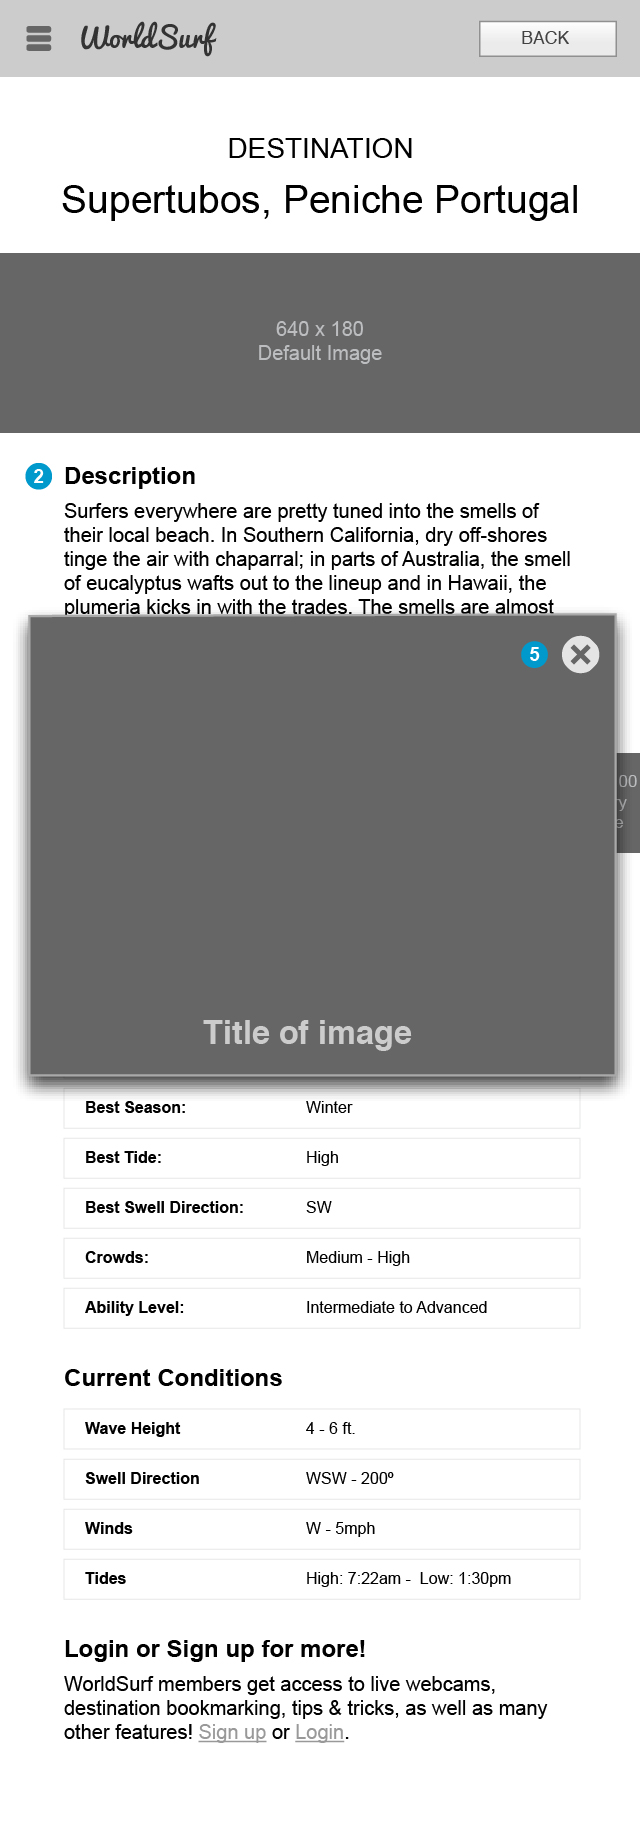 WorldSurf
BACK
DESTINATION
Supertubos, Peniche Portugal
640 x 180
Default Image
2 Description
Surfers everywhere are pretty tuned into the smells of
their local beach. In Southern California, dry off-shores
tinge the air with chaparral; in parts of Australia, the smell
of eucalyptus wafts out to the lineup and in Hawaii, the
plumeria kicks in with the trades. The smells are almost
5
00
Title of image
Best Season: Winter
Best Tide: High
Best Swell Direction: SW
Crowds: Medium - High
Ability Level: Intermediate to Advanced
Current Conditions
Wave Height 4 - 6 ft.
Swell Direction WSW - 200º
Winds W - 5mph
Tides High: 7:22am - Low: 1:30pm
Login or Sign up for more!
WorldSurf members get access to live webcams,
destination bookmarking, tips & tricks, as well as many
other features! Sign up or Login.